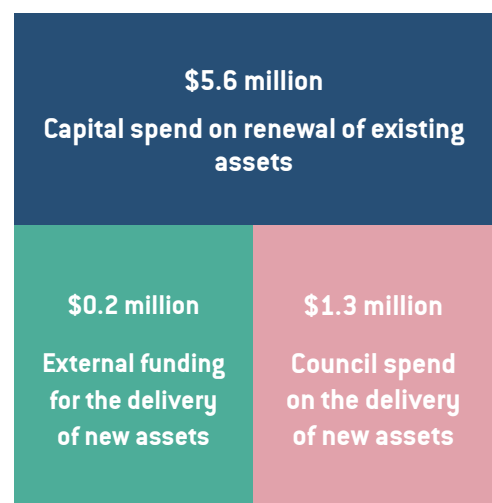 $5.6 million
Capital spend on renewal of existing
assets
$0.2 million
External funding
for the delivery
of new assets
$1.3 million
Council spend
on the delivery
of new assets